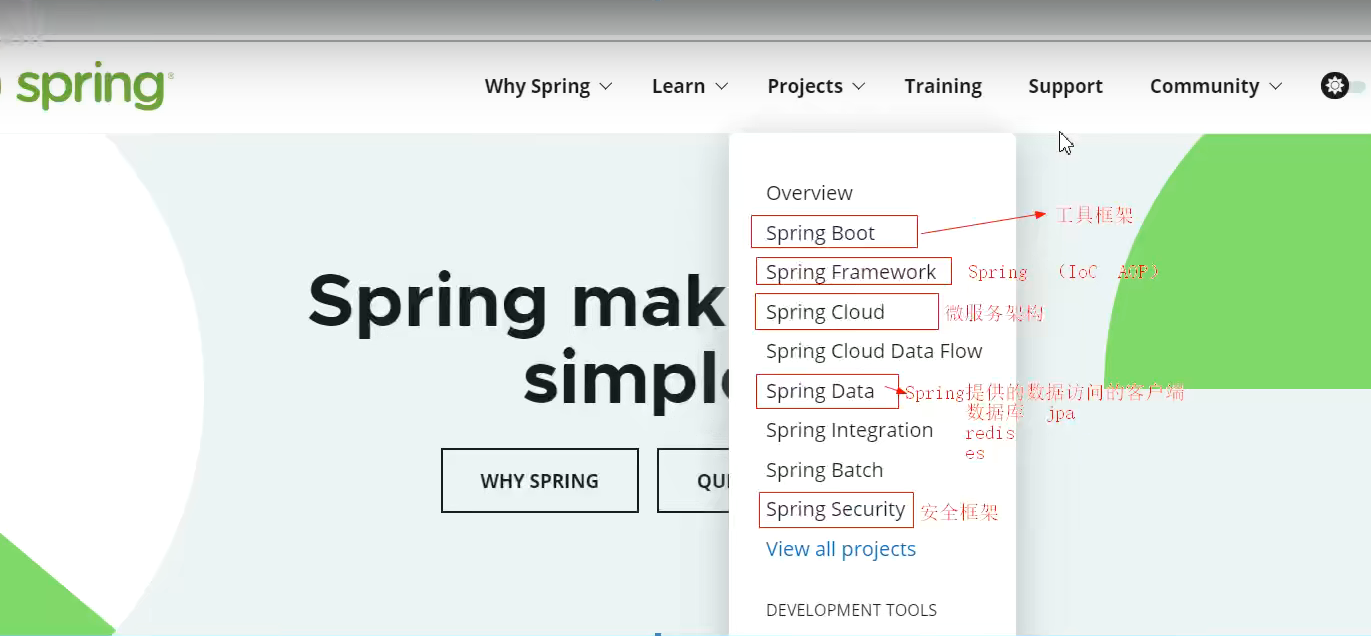 spring
Why Spring
Learn
Projects
Training
Support
Community
Overview
Spring Boot
工具框架
Spring Framework
Spring （IoC AOP）
Spring Cloud
微服务架构
Spring mak
simple
Spring Cloud Data Flow
Spring Data
Spring提供的数据访问的客户端
数据库 jpa
Spring Integration
redis
es
Spring Batch
WHY SPRING
QU
Spring Security
安全框架
View all projects
DEVELOPMENT TOOLS